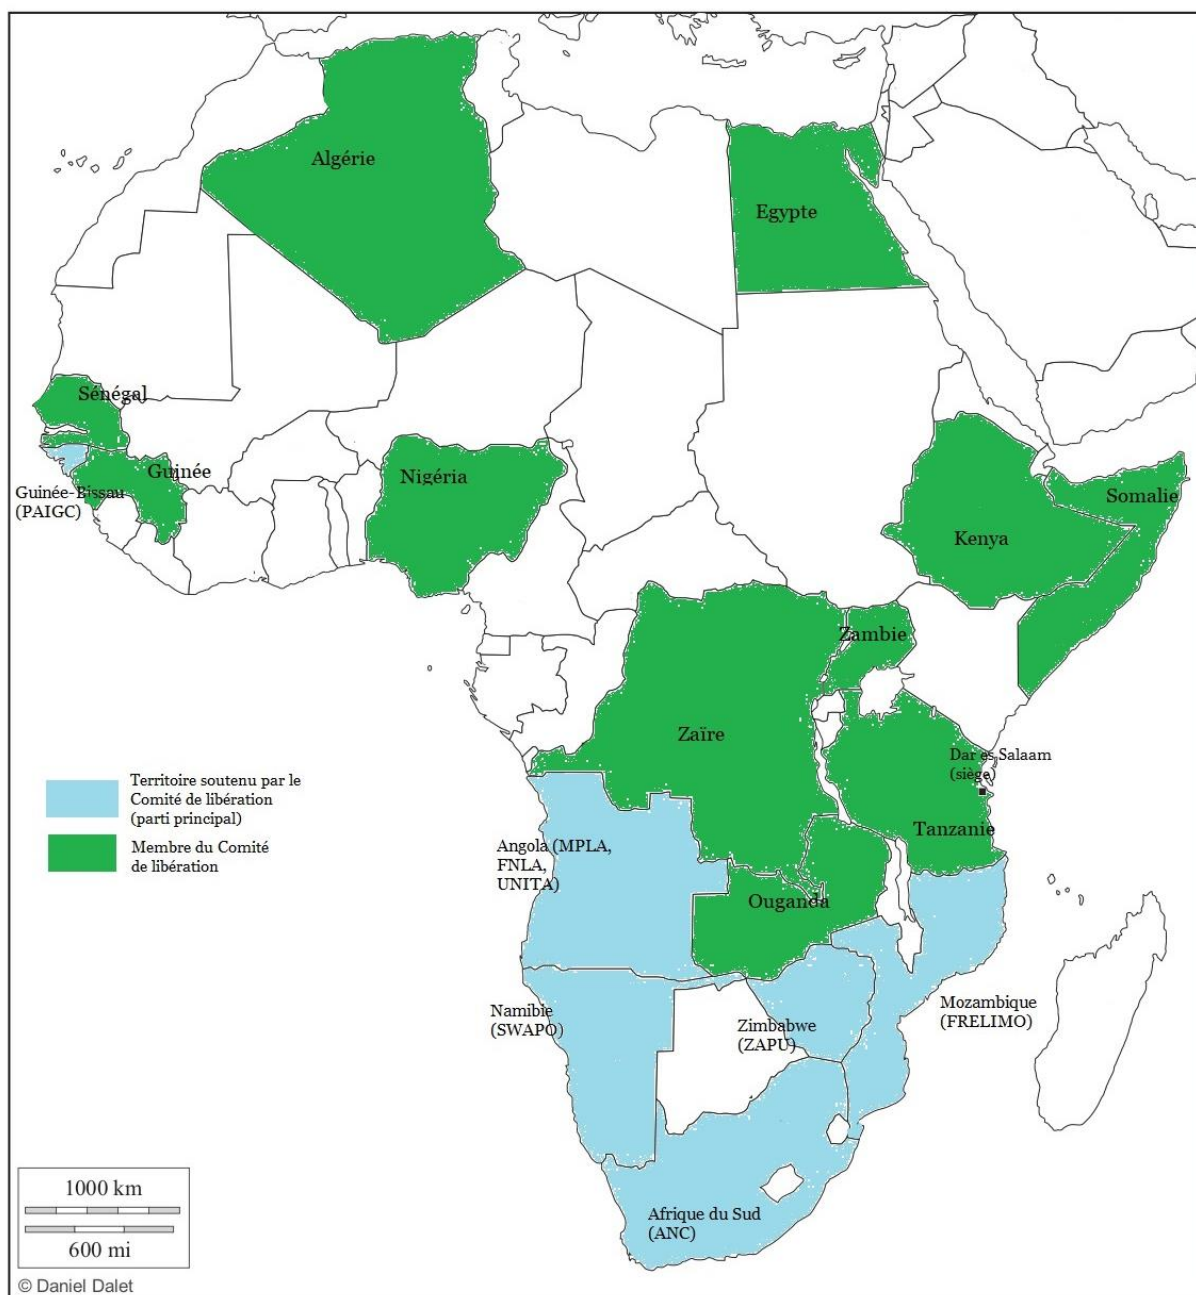 Algérie
Egypte
Sénégal
Guinée
Nigéria
Guinée-Bissau
(PAIGC)
Somalie
Kenya
Zambie
Zaïre
Dar es Salaam
(siège)
Tanzanie
Territoire soutenu par le
Comité de libération
(parti principal)
Membre du Comité
de libération
Angola (MPLA,
FNLA,
UNITA)
Ouganda
Namibie
(SWAPO)
Zimbabwe
(ZAPU)
Mozambique
(FRELIMO)
Afrique du Sud
(ANC)
1000 km
600 mi
© Daniel Dalet